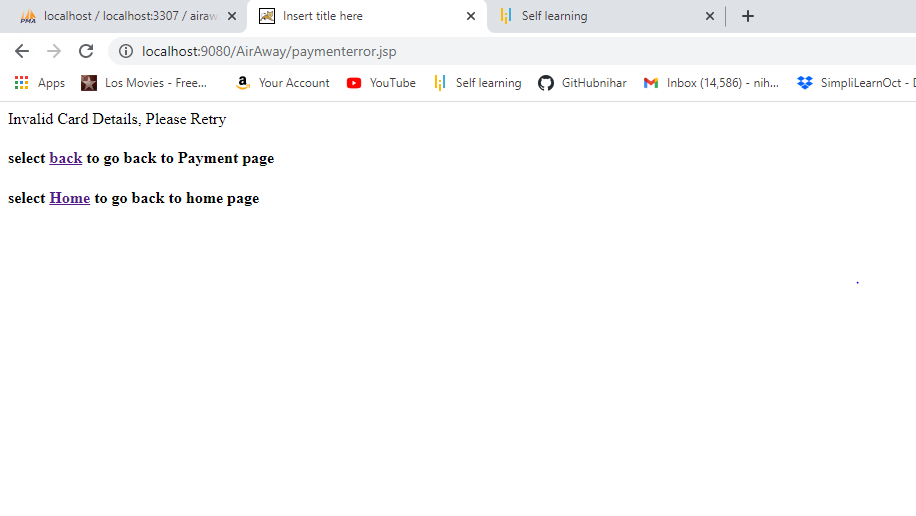 PMA localhost / localhost:3307 / airaw
Insert title here
Self learning
localhost:9080/AirAway/paymenterror.jsp
Apps Los Movies - Free... Your Account YouTube Self learning GitHubnihar Inbox (14,586) - nih... SimpliLearnOct - D
Invalid Card Details, Please Retry
select back to go back to Payment page
select Home to go back to home page